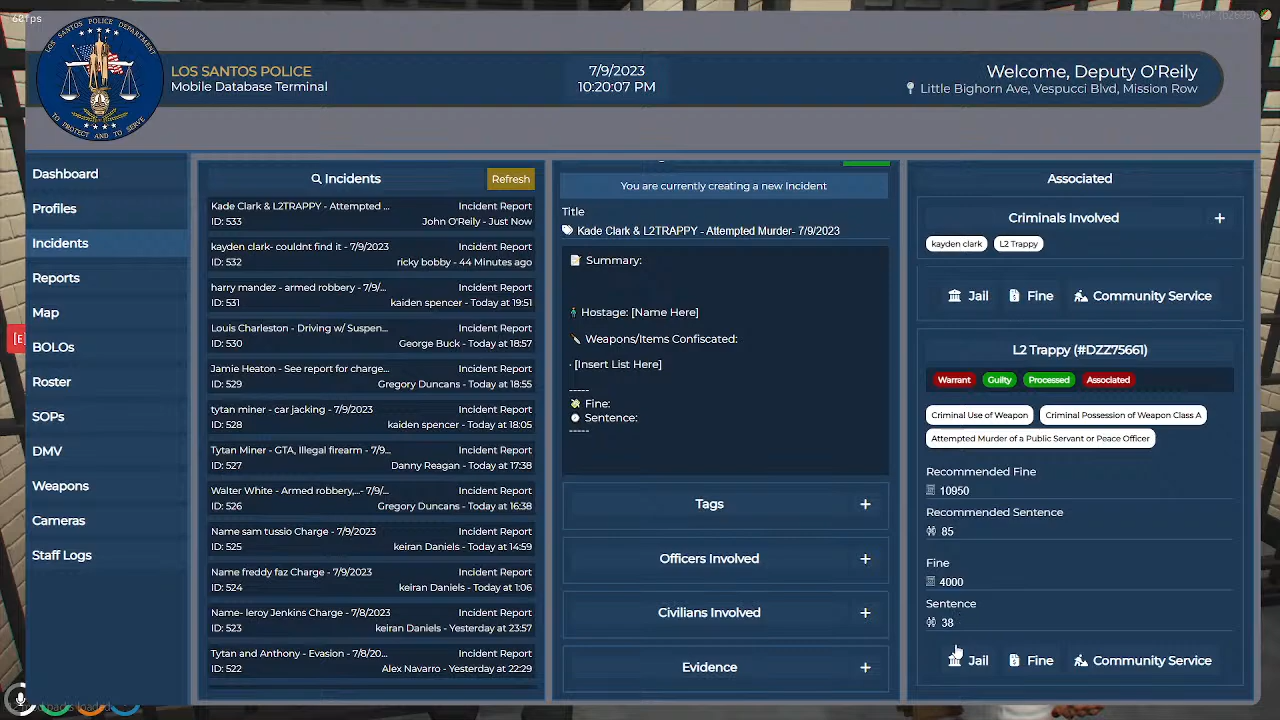 60fps
LOS SANTOS POLICE DEPARTMENT
TO PROTECT AND TO SERVE
LOS SANTOS POLICE
Mobile Database Terminal
7/9/2023
10:20:07 PM
Welcome, Deputy O'Reily
Little Bighorn Ave, Vespucci Blvd, Mission Row
Dashboard
Profiles
Incidents
Reports
Map
[E]
BOLOs
Roster
SOPs
DMV
Weapons
Cameras
Staff Logs
Incidents
Refresh
Kade Clark & L2TRAPPY - Attempted ... Incident Report
ID: 533 John O'Reily - Just Now
kayden clark- couldnt find it - 7/9/2023 Incident Report
ID: 532 ricky bobby - 44 Minutes ago
harry mandez - armed robbery - 7/9/... Incident Report
ID: 531 kaiden spencer - Today at 19:51
Louis Charleston - Driving w/ Suspen... Incident Report
ID: 530 George Buck - Today at 18:57
Jamie Heaton - See report for charge... Incident Report
ID: 529 Gregory Duncans - Today at 18:55
tytan miner - car jacking - 7/9/2023 Incident Report
ID: 528 kaiden spencer - Today at 18:05
Tytan Miner - GTA, Illegal firearm - 7/9... Incident Report
ID: 527 Danny Reagan - Today at 17:38
Walter White - Armed robbery,...- 7/9/... Incident Report
ID: 526 Gregory Duncans - Today at 16:38
Name sam tussio Charge - 7/9/2023 Incident Report
ID: 525 keiran Daniels - Today at 14:59
Name freddy faz Charge - 7/9/2023 Incident Report
ID: 524 keiran Daniels - Today at 1:06
Name- leroy Jenkins Charge - 7/8/2023 Incident Report
ID: 523 keiran Daniels - Yesterday at 23:57
Tytan and Anthony - Evasion - 7/8/20... Incident Report
ID: 522 Alex Navarro - Yesterday at 22:29
You are currently creating a new Incident
Title
Kade Clark & L2TRAPPY - Attempted Murder- 7/9/2023
Summary:
Hostage: [Name Here]
Weapons/Items Confiscated:
· [Insert List Here]
-----
Fine:
Sentence:
-----
Tags +
Officers Involved +
Civilians Involved +
Evidence +
Associated
Criminals Involved +
kayden clark L2 Trappy
Jail Fine Community Service
L2 Trappy (#DZZ75661)
Warrant Guilty Processed Associated
Criminal Use of Weapon Criminal Possession of Weapon Class A
Attempted Murder of a Public Servant or Peace Officer
Recommended Fine
10950
Recommended Sentence
85
Fine
4000
Sentence
38
Jail Fine Community Service